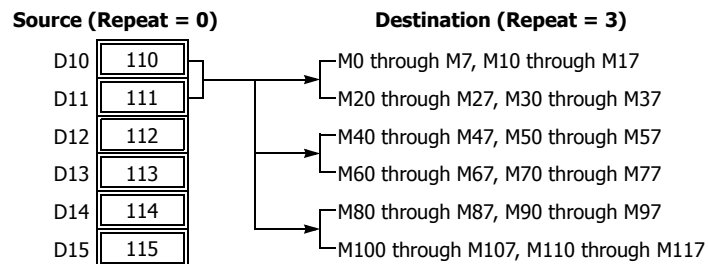 Source (Repeat = 0) Destination (Repeat = 3)
D10 110 M0 through M7, M10 through M17
D11 111 M20 through M27, M30 through M37
D12 112 M40 through M47, M50 through M57
D13 113 M60 through M67, M70 through M77
D14 114 M80 through M87, M90 through M97
D15 115 M100 through M107, M110 through M117